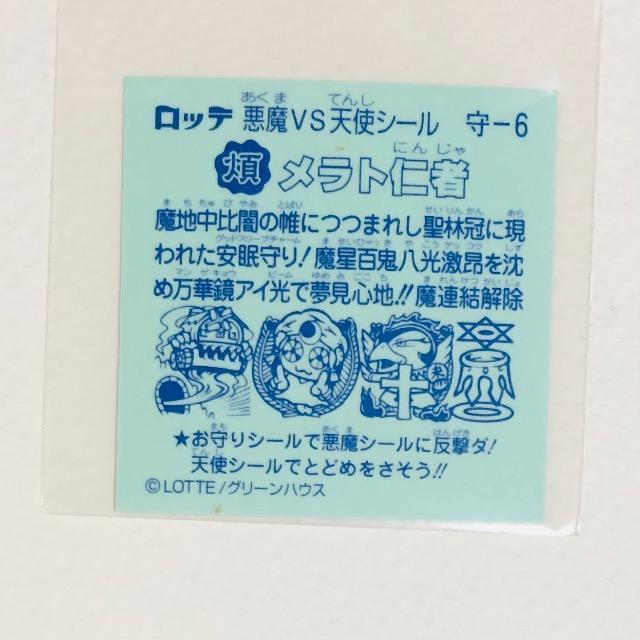 ロッテ 悪魔VS天使シール 守-6
煩 メラト仁者
魔地中比闇の帷につつまれし聖林冠に現
われた安眠守り!魔星百鬼八光激昂を沈
め万華鏡アイ光で夢見心地!!魔連結解除
★お守りシールで悪魔シールに反撃ダ!
天使シールでとどめをさそう!!
©LOTTE/グリーンハウス